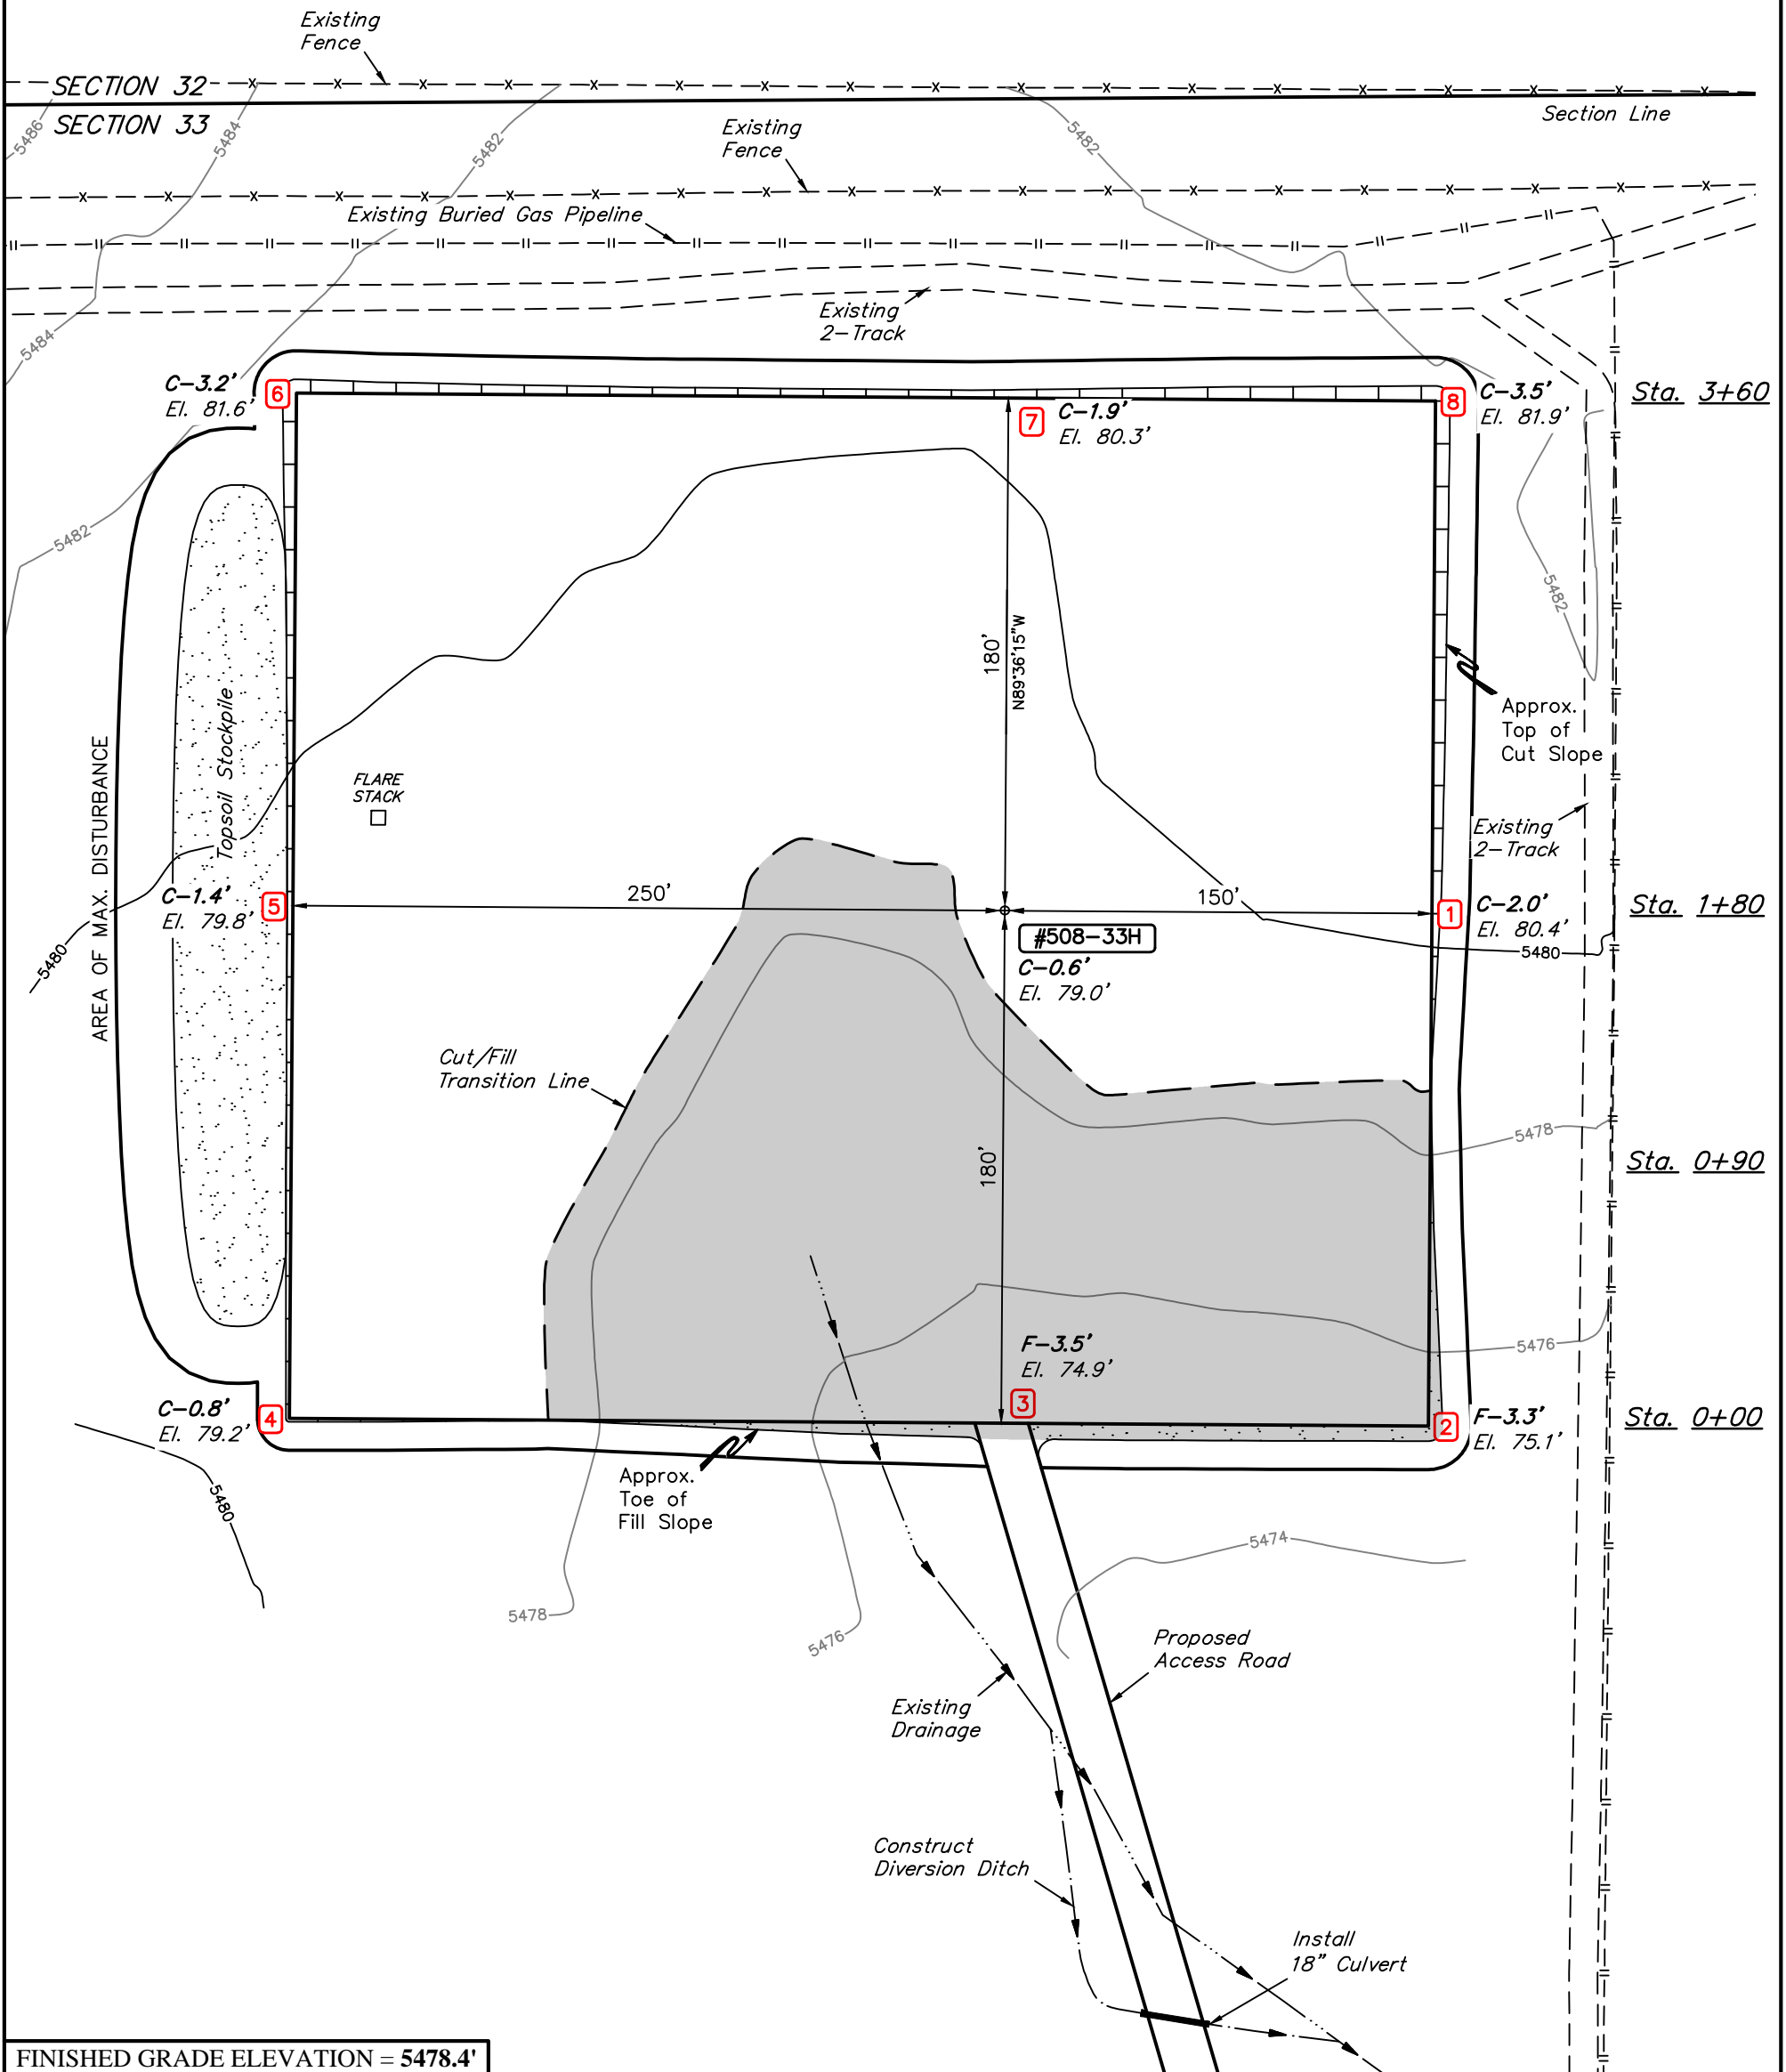 Existing
Fence
SECTION 32
SECTION 33
Section Line
5486
5484
5482
5482
Existing
Fence
Existing Buried Gas Pipeline
Existing
2-Track
5484
C-3.2'
El. 81.6'
6
7
C-1.9'
El. 80.3'
8
C-3.5'
El. 81.9'
Sta. 3+60
5482
5482
180'
N89°36'15"W
Topsoil Stockpile
AREA OF MAX. DISTURBANCE
FLARE
STACK
Approx.
Top of
Cut Slope
Existing
2-Track
C-1.4'
El. 79.8'
5
250'
150'
1
C-2.0'
El. 80.4'
Sta. 1+80
5480
5480
#508-33H
C-0.6'
El. 79.0'
Cut/Fill
Transition Line
180'
5478
Sta. 0+90
5476
F-3.5'
El. 74.9'
3
C-0.8'
El. 79.2'
4
2
F-3.3'
El. 75.1'
Sta. 0+00
5480
Approx.
Toe of
Fill Slope
5474
5478
5476
Proposed
Access Road
Existing
Drainage
Construct
Diversion Ditch
Install
18" Culvert
FINISHED GRADE ELEVATION = 5478.4'